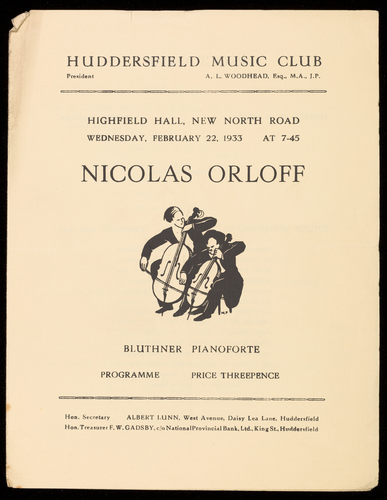 HUDDERSFIELD MUSIC CLUB
President A. L. WOODHEAD, Esq., M.A., J.P.
HIGHFIELD HALL, NEW NORTH ROAD
WEDNESDAY, FEBRUARY 22, 1933 AT 7-45
NICOLAS ORLOFF
BLUTHNER PIANOFORTE
PROGRAMME PRICE THREEPENCE
Hon. Secretary ALBERT LUNN, West Avenue, Daisy Lea Lane, Huddersfield
Hon. Treasurer F. W. GADSBY, c/o National Provincial Bank, Ltd., King St., Huddersfield